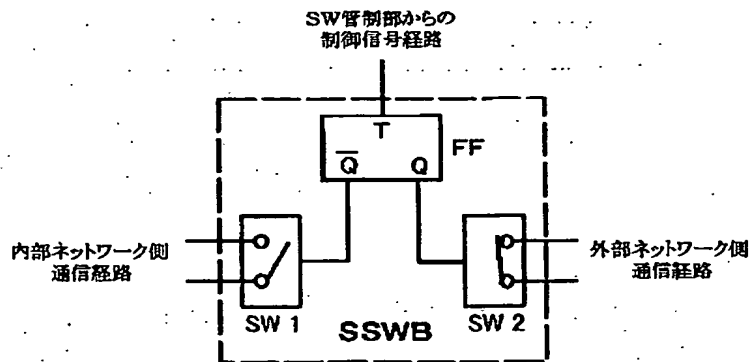 SW管制部からの
制御信号経路
T
FF
Q̅ Q
内部ネットワーク側
通信経路
外部ネットワーク側
通信経路
SW 1
SSWB
SW 2